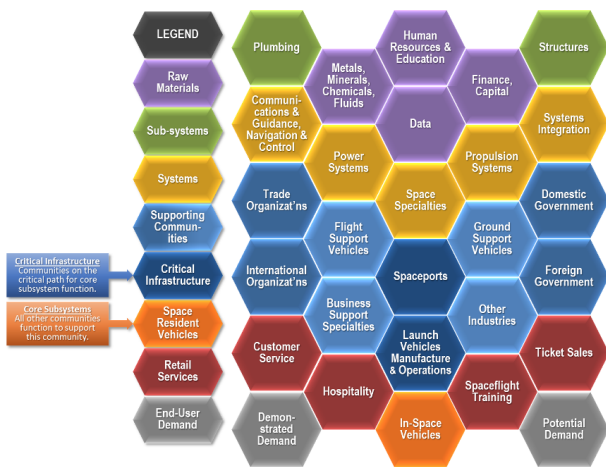 LEGEND
Raw
Materials
Sub-systems
Systems
Supporting
Commun-
ities
Critical
Infrastructure
Space
Resident
Vehicles
Retail
Services
End-User
Demand
Critical Infrastructure
Communities on the
critical path for core
subsystem function.
Core Subsystems
All other communities
function to support
this community.
Plumbing
Communi-
cations &
Guidance,
Navigation &
Control
Trade
Organizat'ns
International
Organizat'ns
Customer
Service
Demon-
strated
Demand
Metals,
Minerals,
Chemicals,
Fluids
Power
Systems
Flight
Support
Vehicles
Business
Support
Specialties
Hospitality
Human
Resources &
Education
Data
Space
Specialties
Spaceports
Launch
Vehicles
Manufacture
& Operations
In-Space
Vehicles
Finance,
Capital
Propulsion
Systems
Ground
Support
Vehicles
Other
Industries
Spaceflight
Training
Structures
Systems
Integration
Domestic
Government
Foreign
Government
Ticket Sales
Potential
Demand